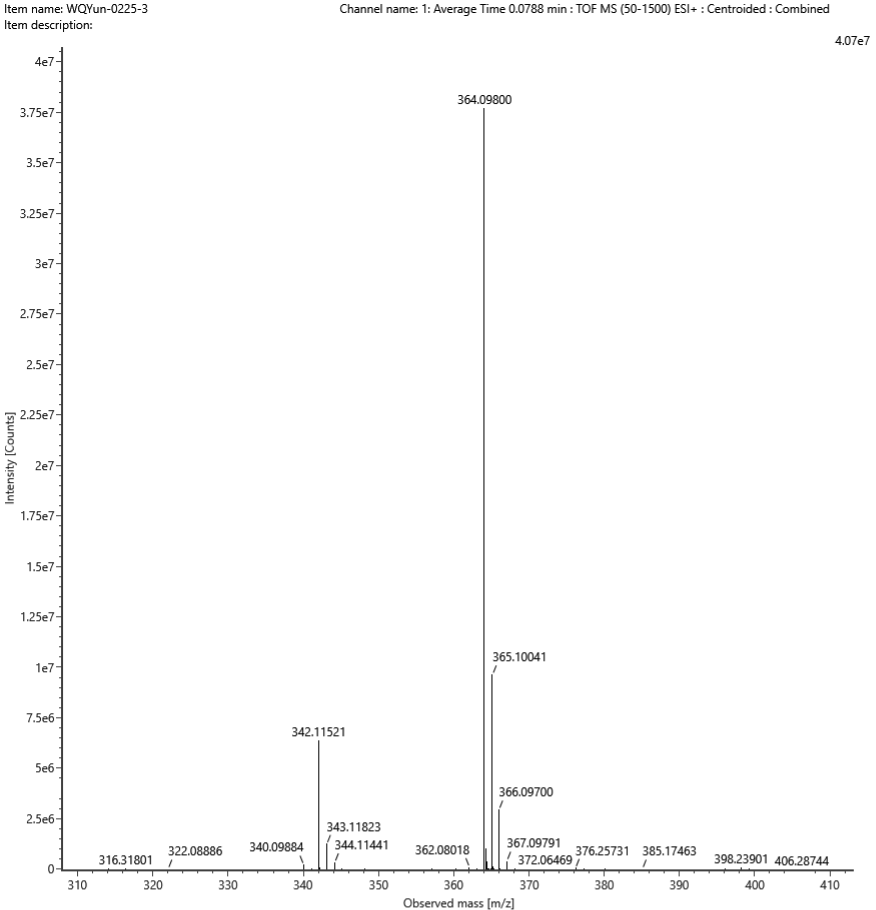 Item name: WQYun-0225-3
Channel name: 1: Average Time 0.0788 min : TOF MS (50-1500) ESI+ : Centroided : Combined
Item description:
4.07e7
4e7
3.75e7
3.5e7
3.25e7
3e7
2.75e7
2.5e7
2.25e7
2e7
1.75e7
1.5e7
1.25e7
1e7
7.5e6
5e6
2.5e6
0
Intensity [Counts]
364.09800
365.10041
342.11521
366.09700
343.11823
344.11441
340.09884
322.08886
316.31801
362.08018
367.09791
372.06469
376.25731
385.17463
398.23901
406.28744
310
320
330
340
350
360
370
380
390
400
410
Observed mass [m/z]